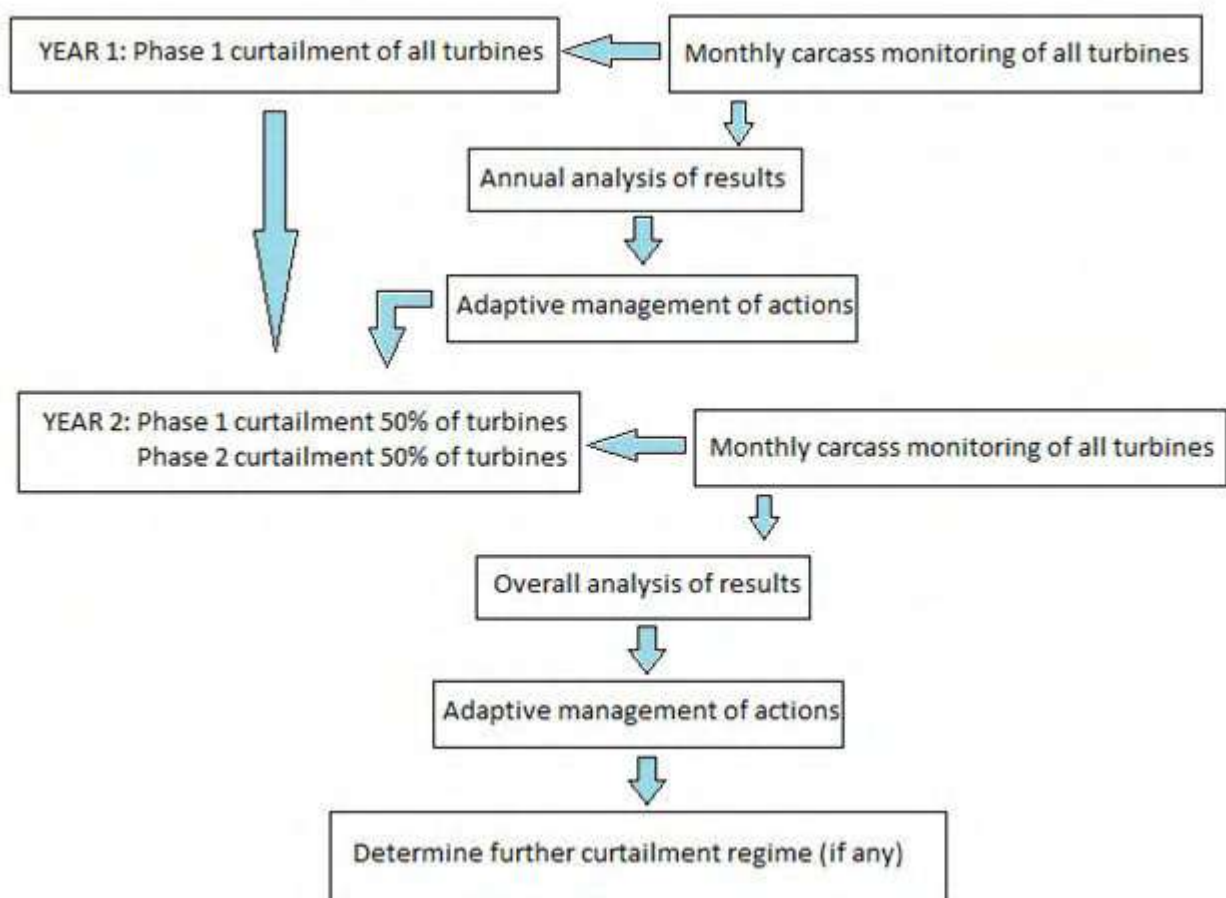 YEAR 1: Phase 1 curtailment of all turbines
Monthly carcass monitoring of all turbines
Annual analysis of results
Adaptive management of actions
YEAR 2: Phase 1 curtailment 50% of turbines
Phase 2 curtailment 50% of turbines
Monthly carcass monitoring of all turbines
Overall analysis of results
Adaptive management of actions
Determine further curtailment regime (if any)